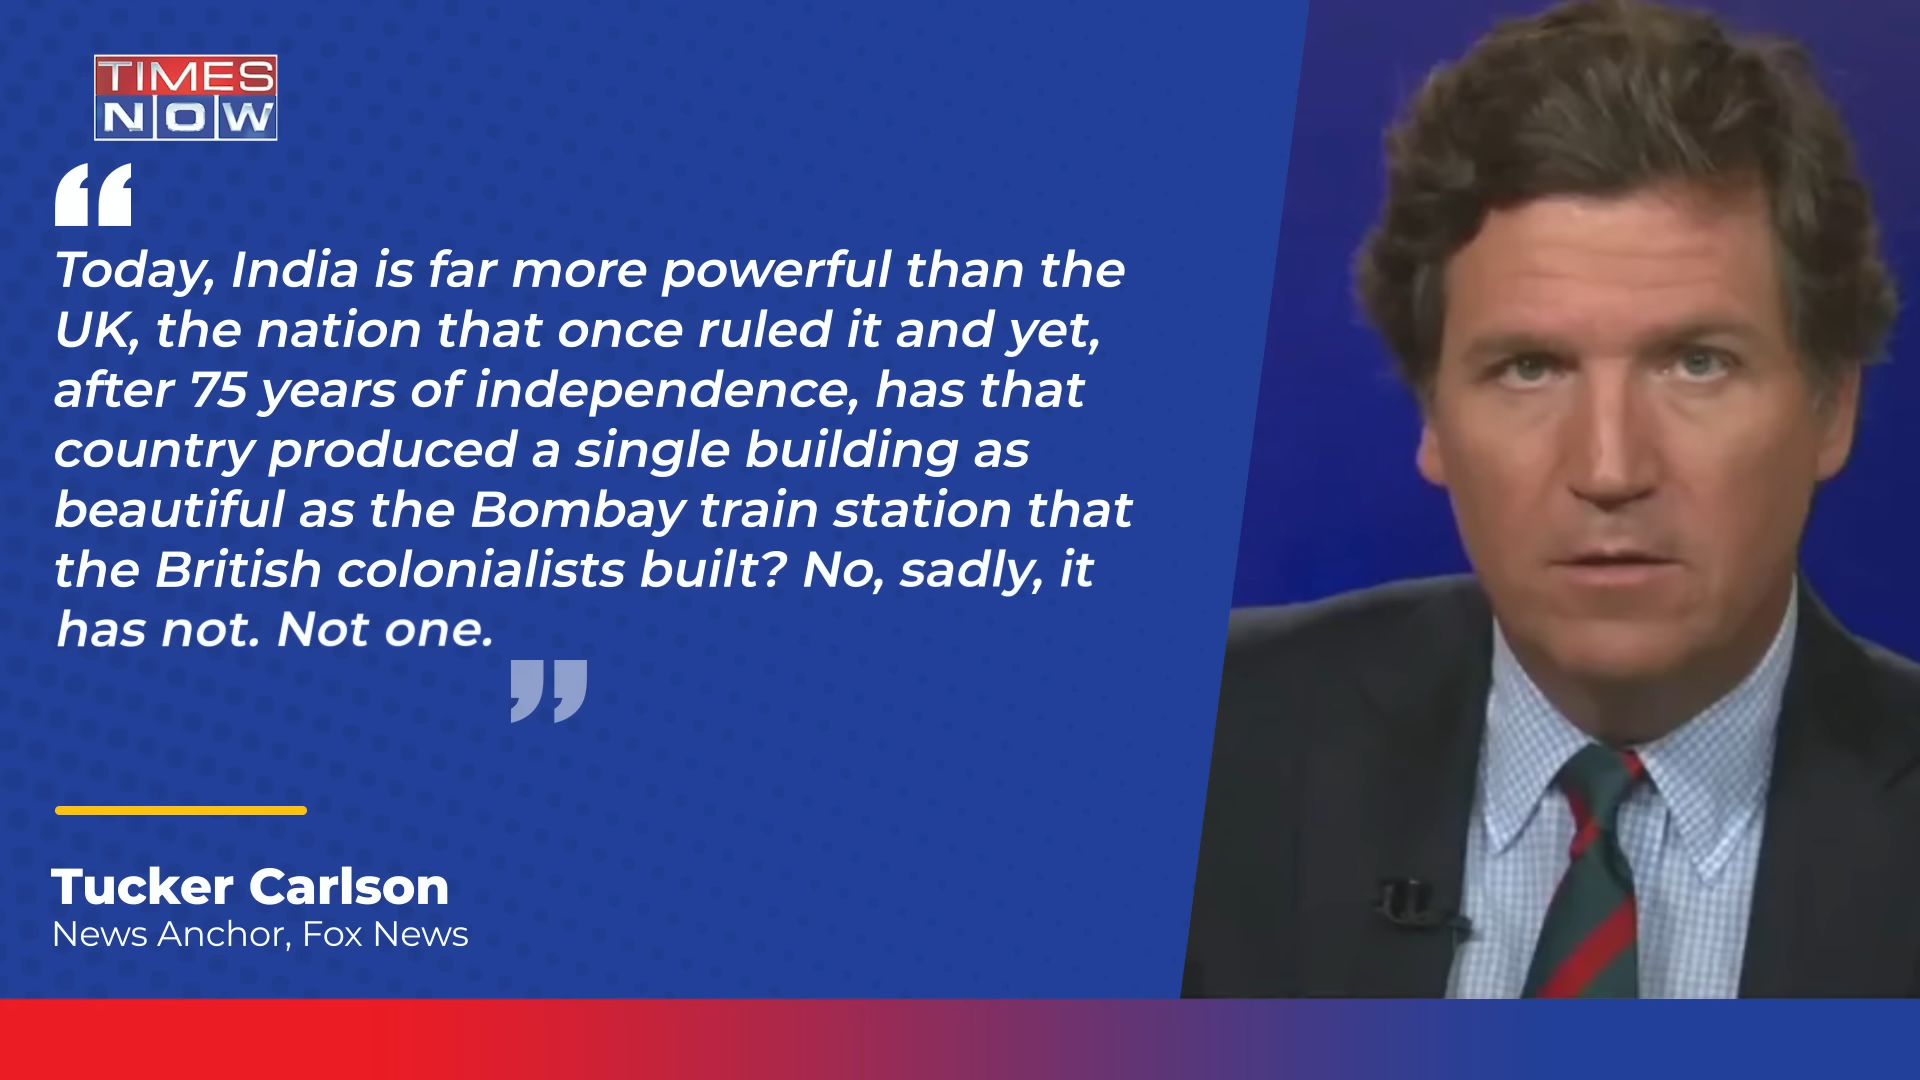 TIMES
NOW
“
Today, India is far more powerful than the
UK, the nation that once ruled it and yet,
after 75 years of independence, has that
country produced a single building as
beautiful as the Bombay train station that
the British colonialists built? No, sadly, it
has not. Not one.
”
Tucker Carlson
News Anchor, Fox News